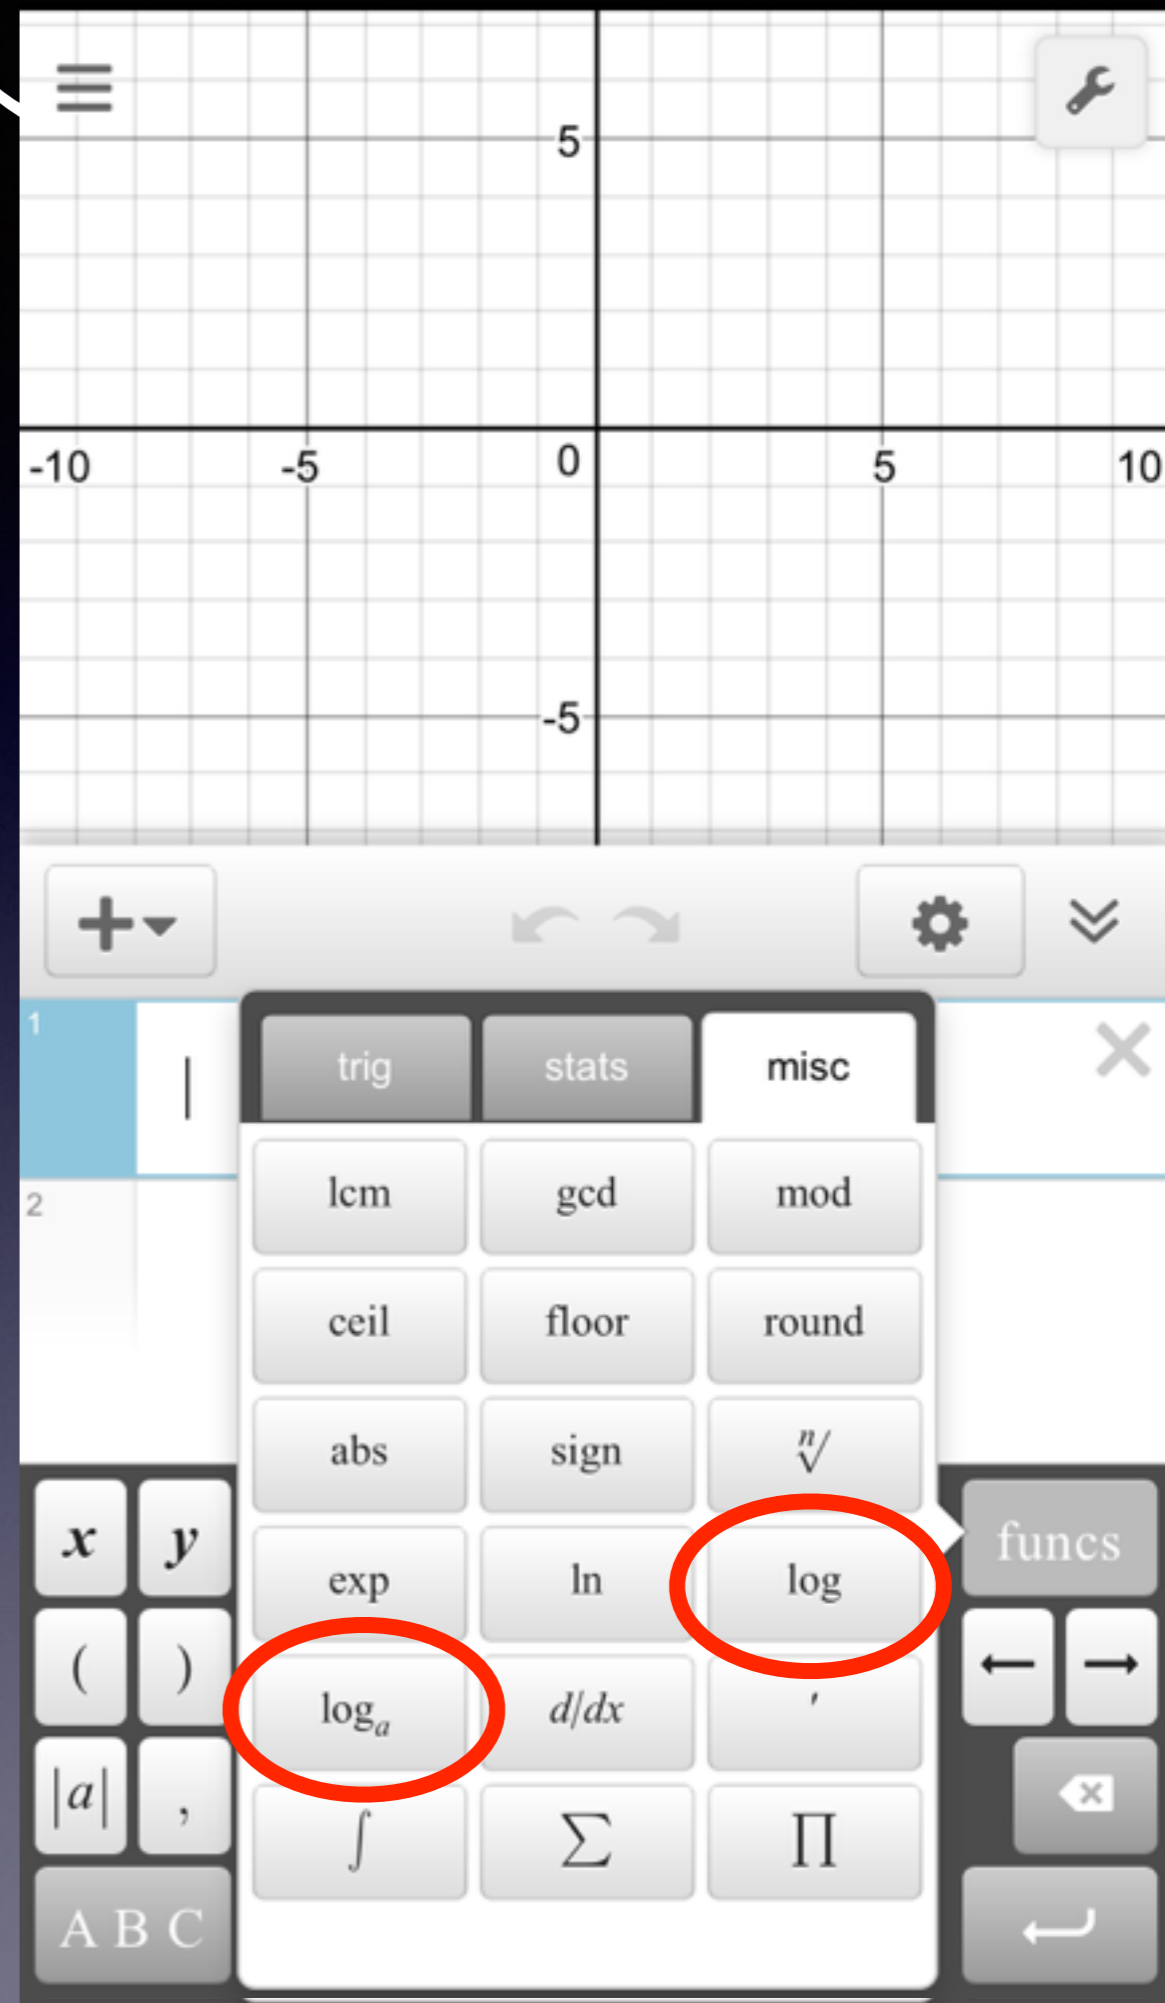 5
-10 -5 0 5 10
-5
1
trig stats misc
lcm gcd mod
2
ceil floor round
abs sign ⁿ√
x y exp ln log funcs
( ) logₐ d/dx ′ ← →
|a| , ∫ ∑ ∏
A B C